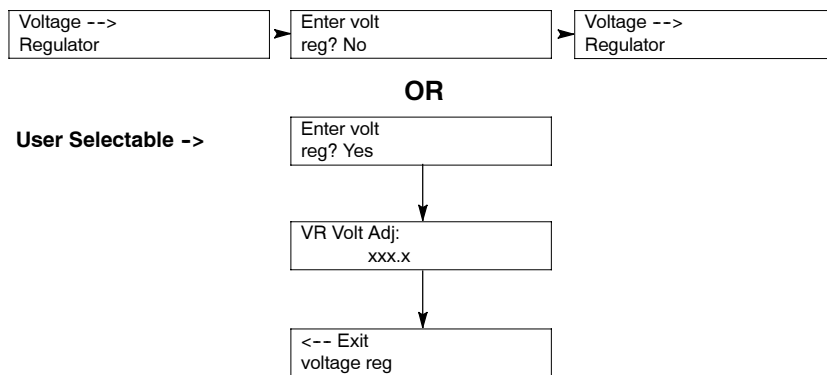 Voltage -->
Regulator
Enter volt
reg? No
Voltage -->
Regulator
OR
User Selectable ->
Enter volt
reg? Yes
VR Volt Adj:
xxx.x
<-- Exit
voltage reg